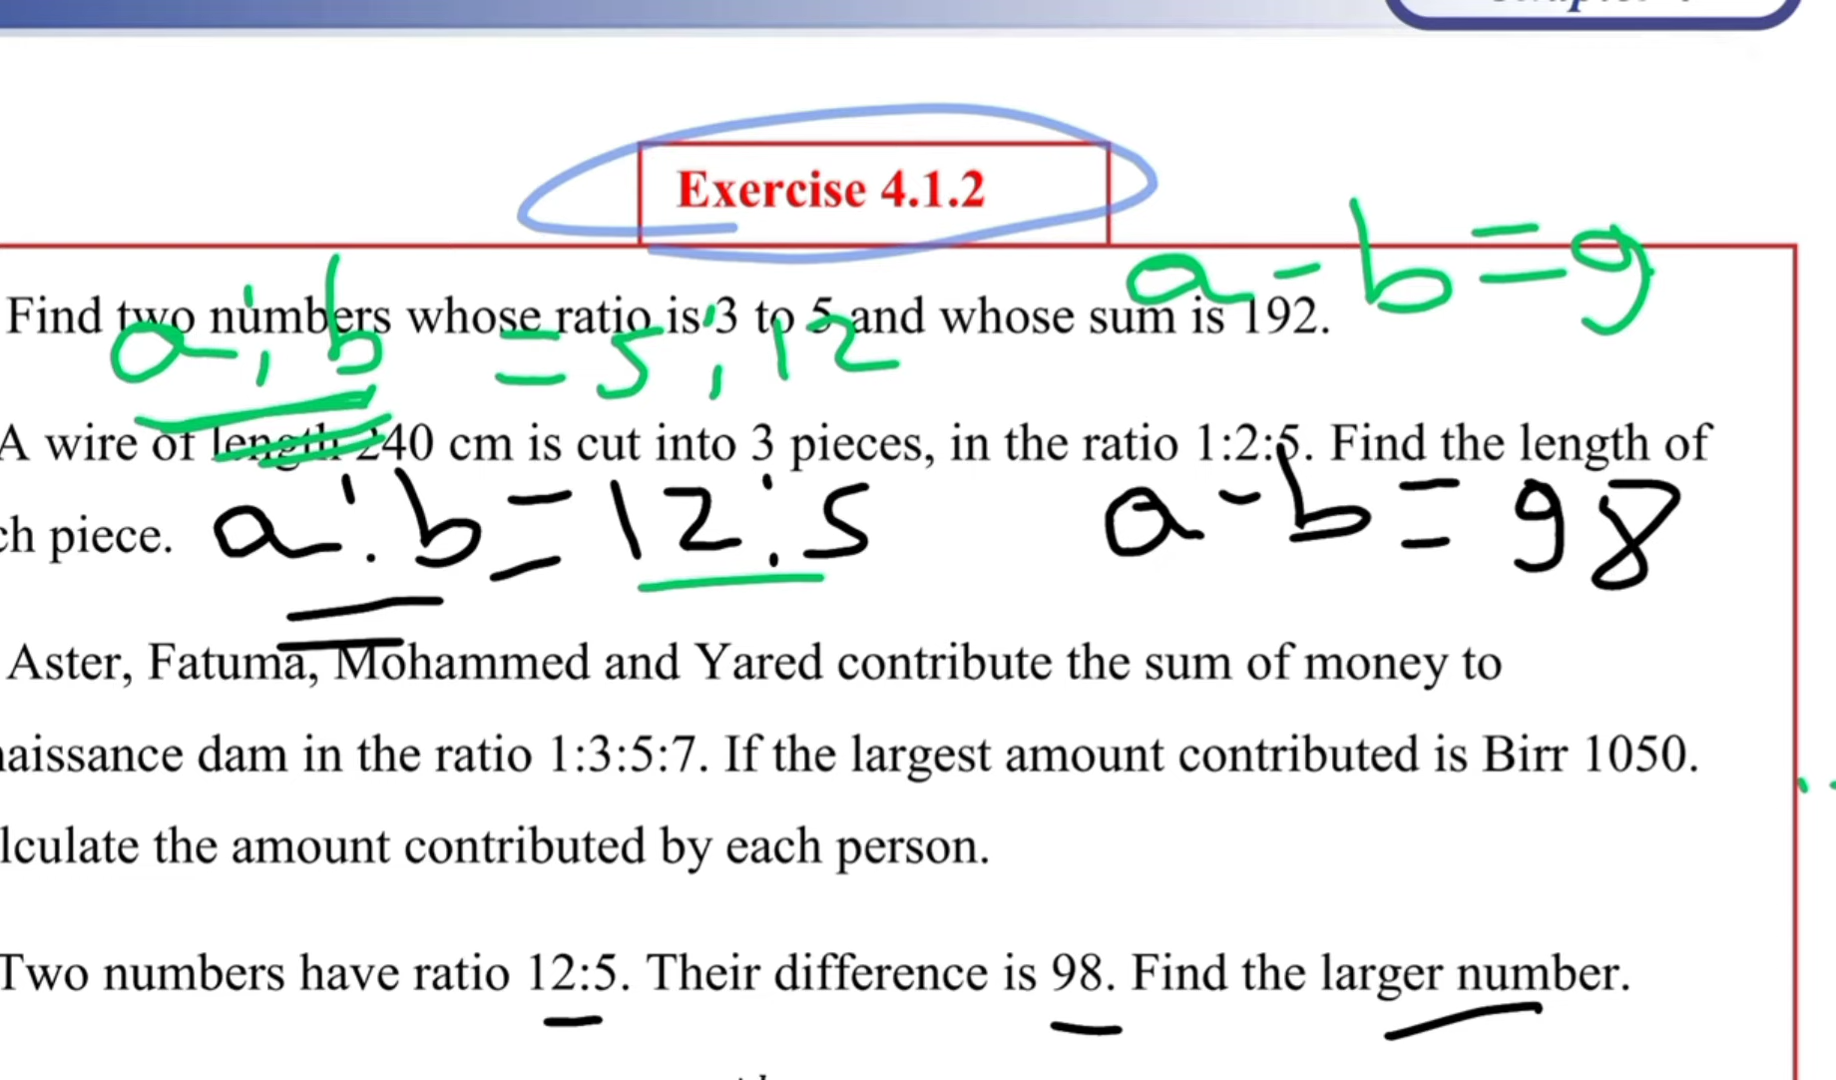 Exercise 4.1.2
a - b = 9
Find two numbers whose ratio is 3 to 5 and whose sum is 192.
a : b = 5 , 12
A wire of length 240 cm is cut into 3 pieces, in the ratio 1:2:5. Find the length of
ch piece.
a : b = 12 : 5 a - b = 98
Aster, Fatuma, Mohammed and Yared contribute the sum of money to
naissance dam in the ratio 1:3:5:7. If the largest amount contributed is Birr 1050.
lculate the amount contributed by each person.
Two numbers have ratio 12:5. Their difference is 98. Find the larger number.